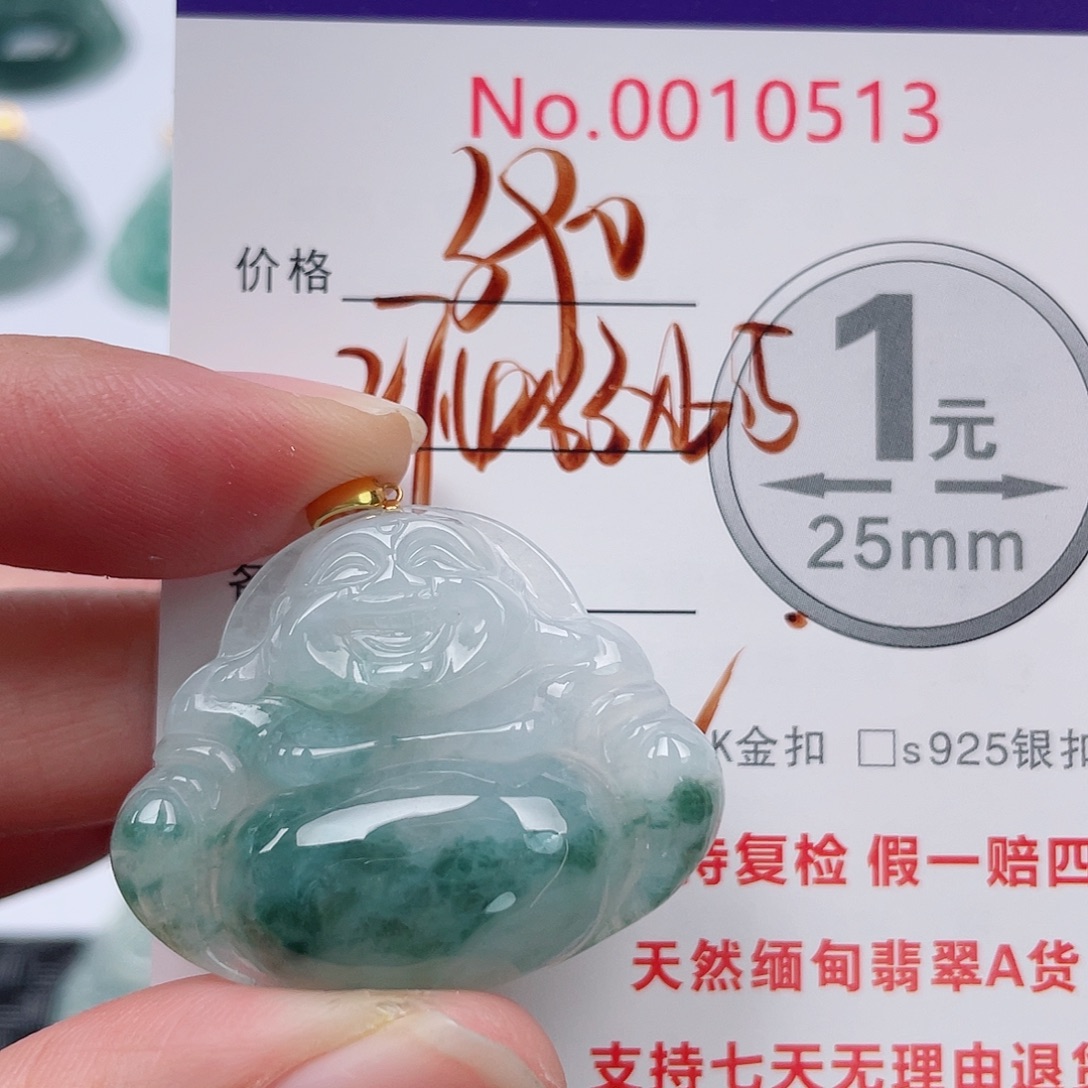 No.0010513
价格
1元
25mm
K金扣 □s925银扣
持复检 假一赔四
天然缅甸翡翠A货
支持七天无理由退货